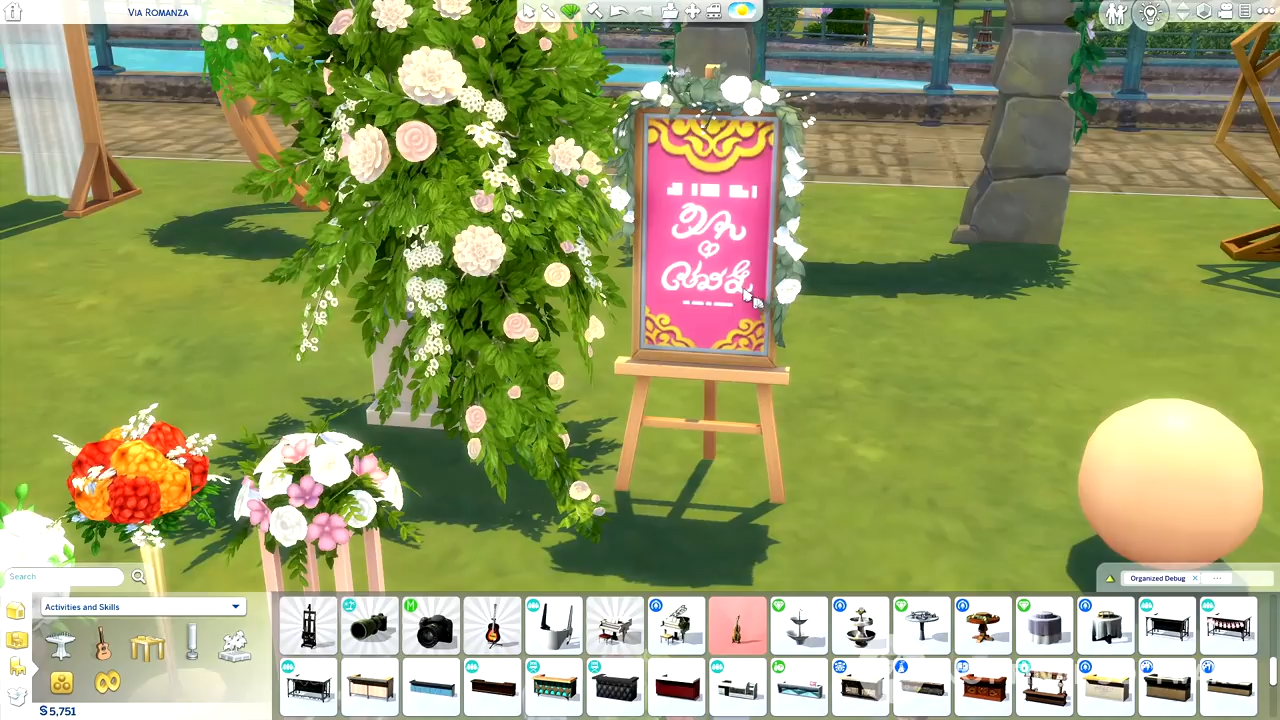 Via Romanza
Search
Organized Debug
Activities and Skills
§5,751